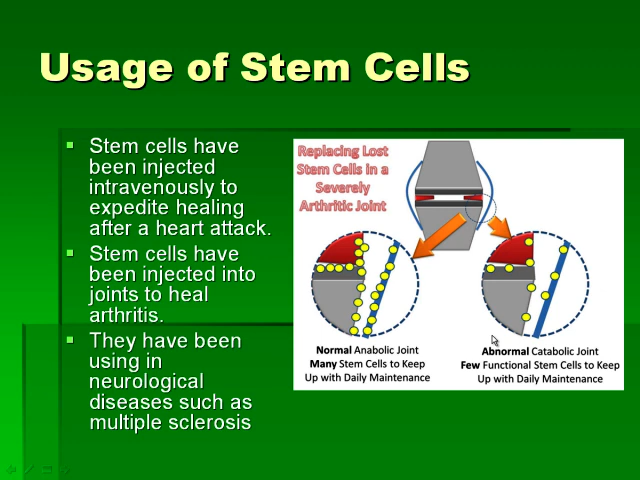 Usage of Stem Cells
Stem cells have
been injected
intravenously to
expedite healing
after a heart attack.
Stem cells have
been injected into
joints to heal
arthritis.
They have been
using in
neurological
diseases such as
multiple sclerosis
Replacing Lost
Stem Cells in a
Severely
Arthritic Joint
Normal Anabolic Joint
Many Stem Cells to Keep
Up with Daily Maintenance
Abnormal Catabolic Joint
Few Functional Stem Cells to Keep
Up with Daily Maintenance